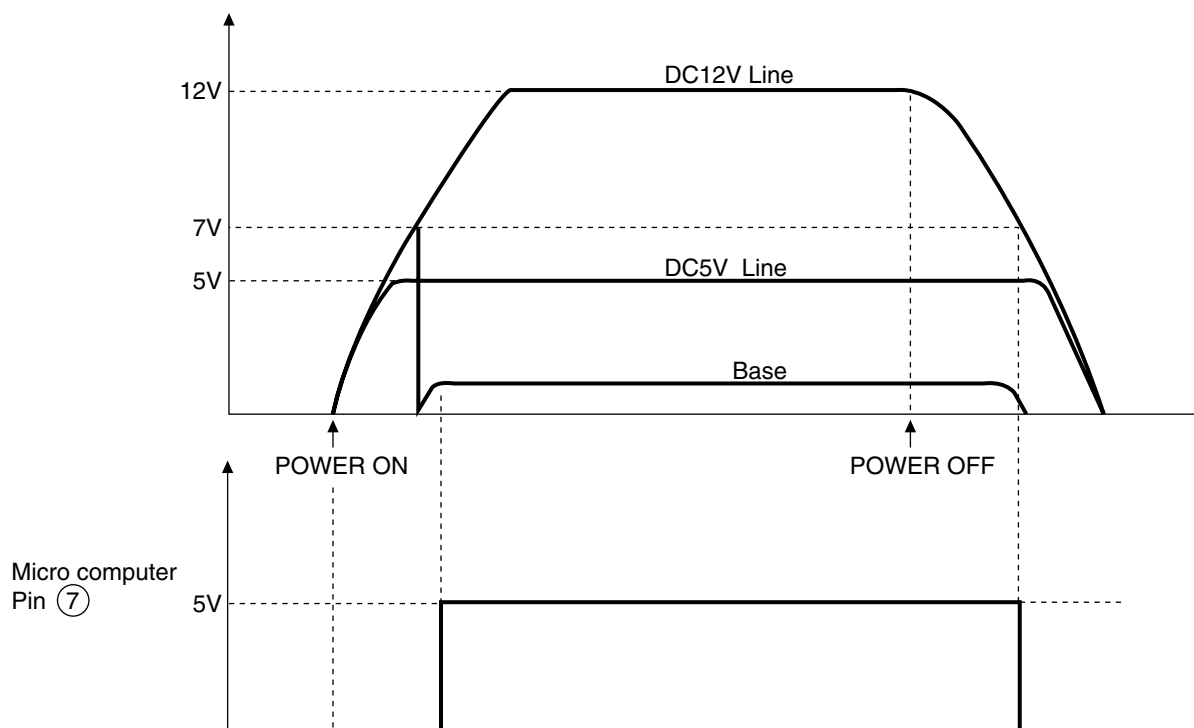 12V
DC12V Line
7V
5V
DC5V Line
Base
POWER ON
POWER OFF
Micro computer
Pin ⑦
5V